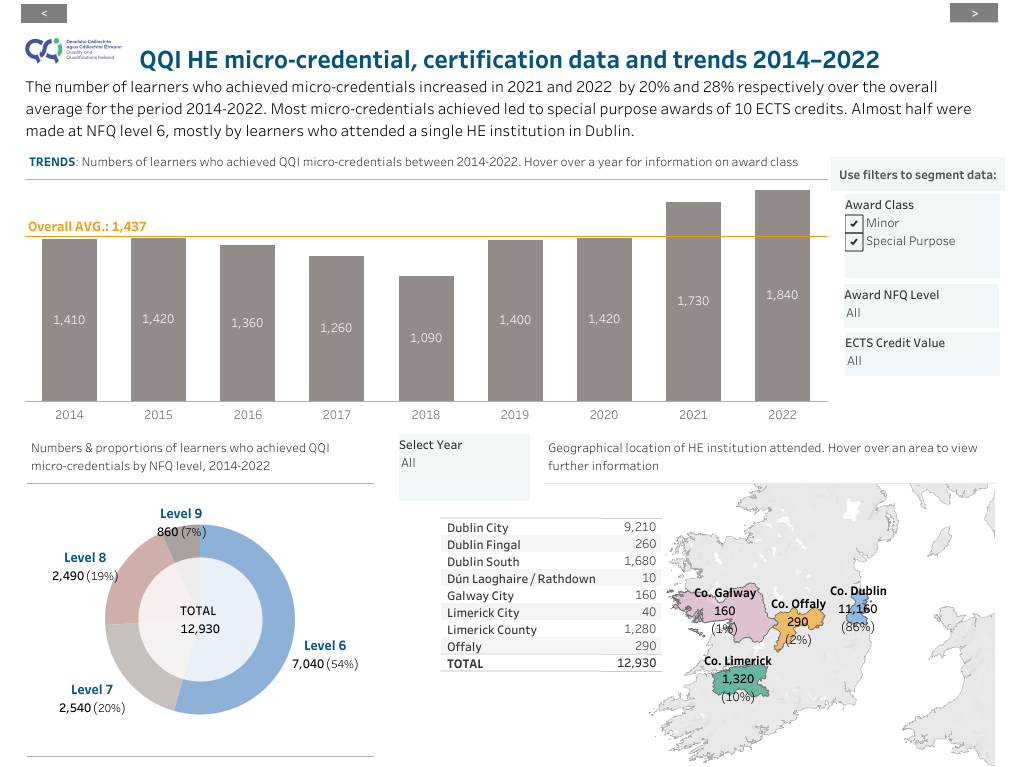 <
>
Dearbhú Cáilíochta
agus Cáilíochtaí Éireann
Quality and
Qualifications Ireland
QQI HE micro-credential, certification data and trends 2014–2022
The number of learners who achieved micro-credentials increased in 2021 and 2022 by 20% and 28% respectively over the overall
average for the period 2014-2022. Most micro-credentials achieved led to special purpose awards of 10 ECTS credits. Almost half were
made at NFQ level 6, mostly by learners who attended a single HE institution in Dublin.
TRENDS: Numbers of learners who achieved QQI micro-credentials between 2014-2022. Hover over a year for information on award class
Overall AVG.: 1,437
1,410
1,420
1,360
1,260
1,090
1,400
1,420
1,730
1,840
2014
2015
2016
2017
2018
2019
2020
2021
2022
Use filters to segment data:
Award Class
Minor
Special Purpose
Award NFQ Level
All
ECTS Credit Value
All
Numbers & proportions of learners who achieved QQI
micro-credentials by NFQ level, 2014-2022
Level 9
860 (7%)
Level 8
2,490 (19%)
TOTAL
12,930
Level 6
7,040 (54%)
Level 7
2,540 (20%)
Select Year
All
Geographical location of HE institution attended. Hover over an area to view
further information
Dublin City 9,210
Dublin Fingal 260
Dublin South 1,680
Dún Laoghaire / Rathdown 10
Galway City 160
Limerick City 40
Limerick County 1,280
Offaly 290
TOTAL 12,930
Co. Galway
160
(1%)
Co. Offaly
290
(2%)
Co. Dublin
11,160
(86%)
Co. Limerick
1,320
(10%)